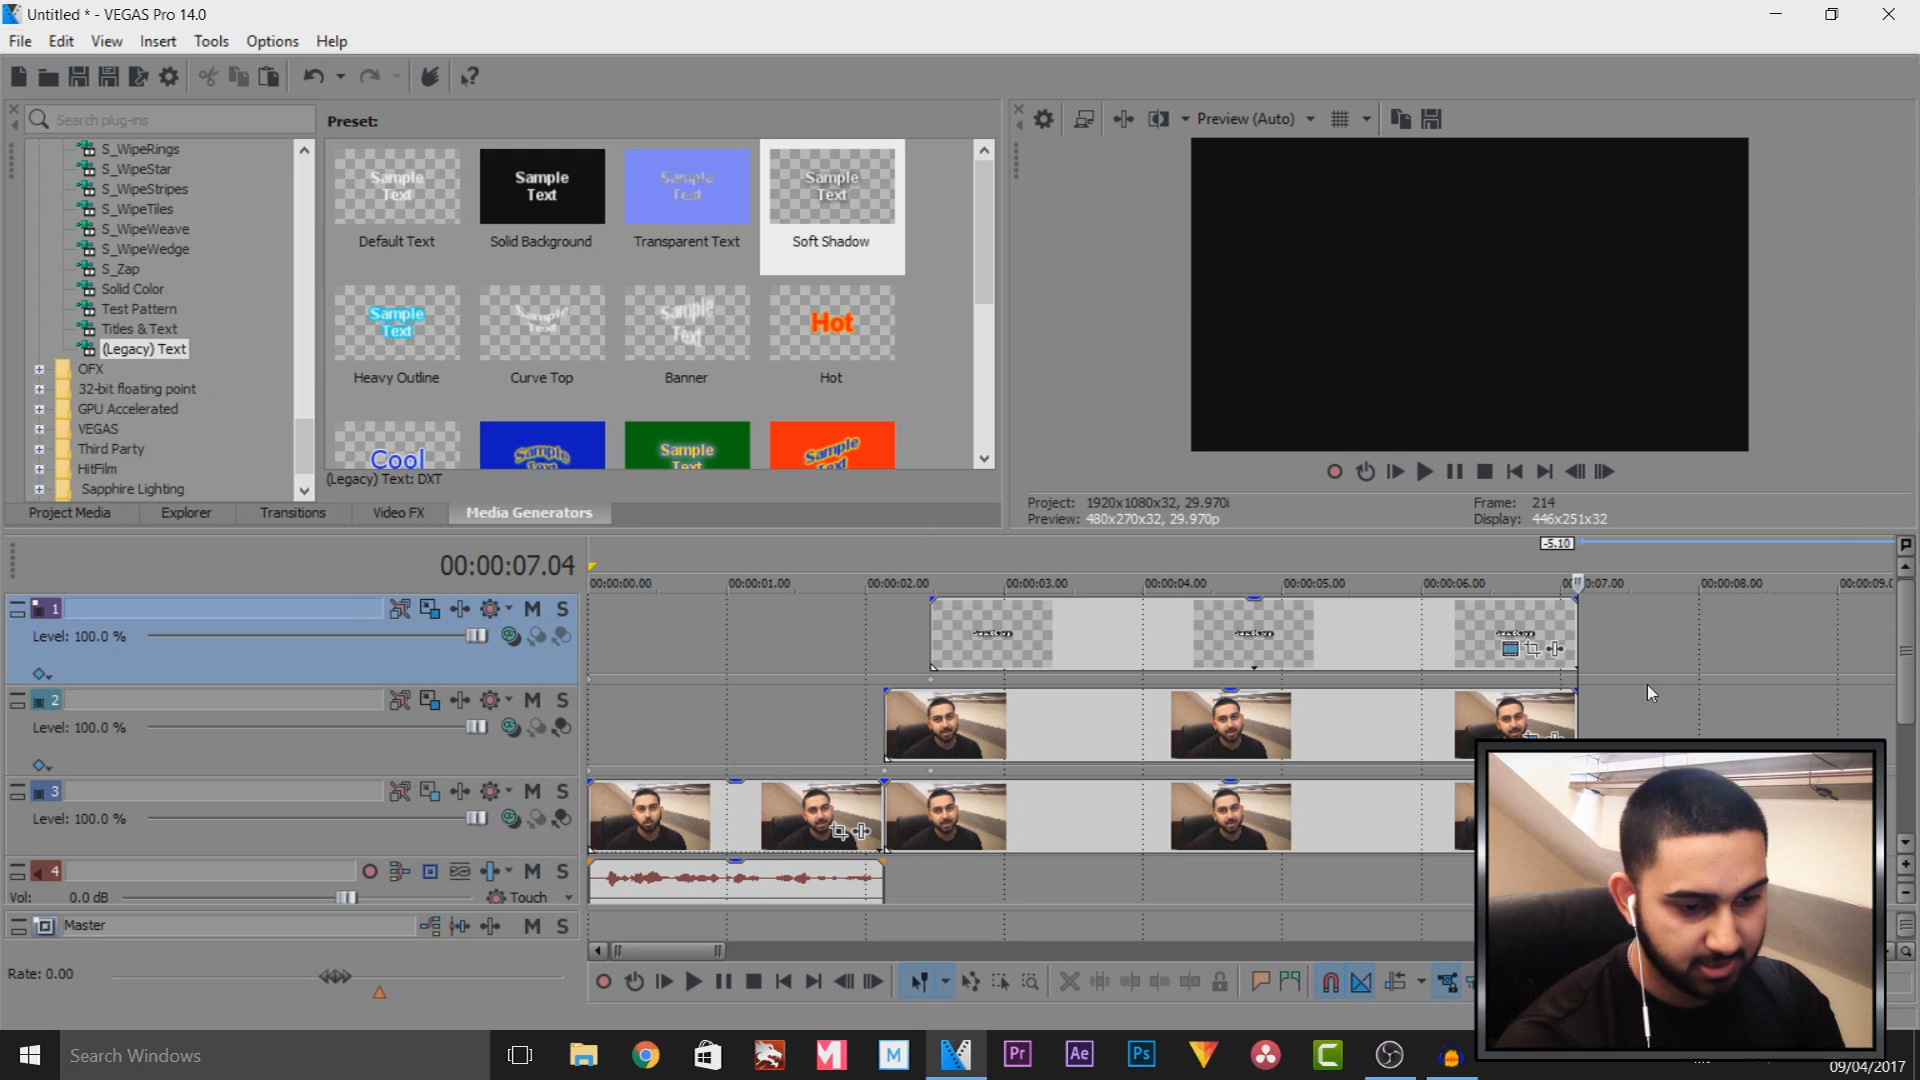 Untitled * - VEGAS Pro 14.0
File Edit View Insert Tools Options Help
Search plug-ins
Preset:
Preview (Auto)
S_WipeRings
S_WipeStar
S_WipeStripes
S_WipeTiles
S_WipeWeave
S_WipeWedge
S_Zap
Solid Color
Test Pattern
Titles & Text
(Legacy) Text
OFX
32-bit floating point
GPU Accelerated
VEGAS
Third Party
HitFilm
Sapphire Lighting
Sample Text
Sample Text
Sample Text
Sample Text
Default Text Solid Background Transparent Text Soft Shadow
Sample Text
Sample Text
Sample Text
Hot
Heavy Outline Curve Top Banner Hot
Cool
Sample Text
Sample Text
Sample Text
(Legacy) Text: DXT
Project Media Explorer Transitions Video FX Media Generators
Project: 1920x1080x32, 29.970i
Preview: 480x270x32, 29.970p
Frame: 214
Display: 446x251x32
-5.10
00:00:07.04
00:00:00.00 00:00:01.00 00:00:02.00 00:00:03.00 00:00:04.00 00:00:05.00 00:00:06.00 0:07.00 00:00:08.00 00:00:09.0
1 M S
Level: 100.0 %
2 M S
Level: 100.0 %
3 M S
Level: 100.0 %
4 M S
Vol: 0.0 dB Touch
Master M S
Rate: 0.00
Search Windows
M M Pr Ae Ps C
09/04/2017